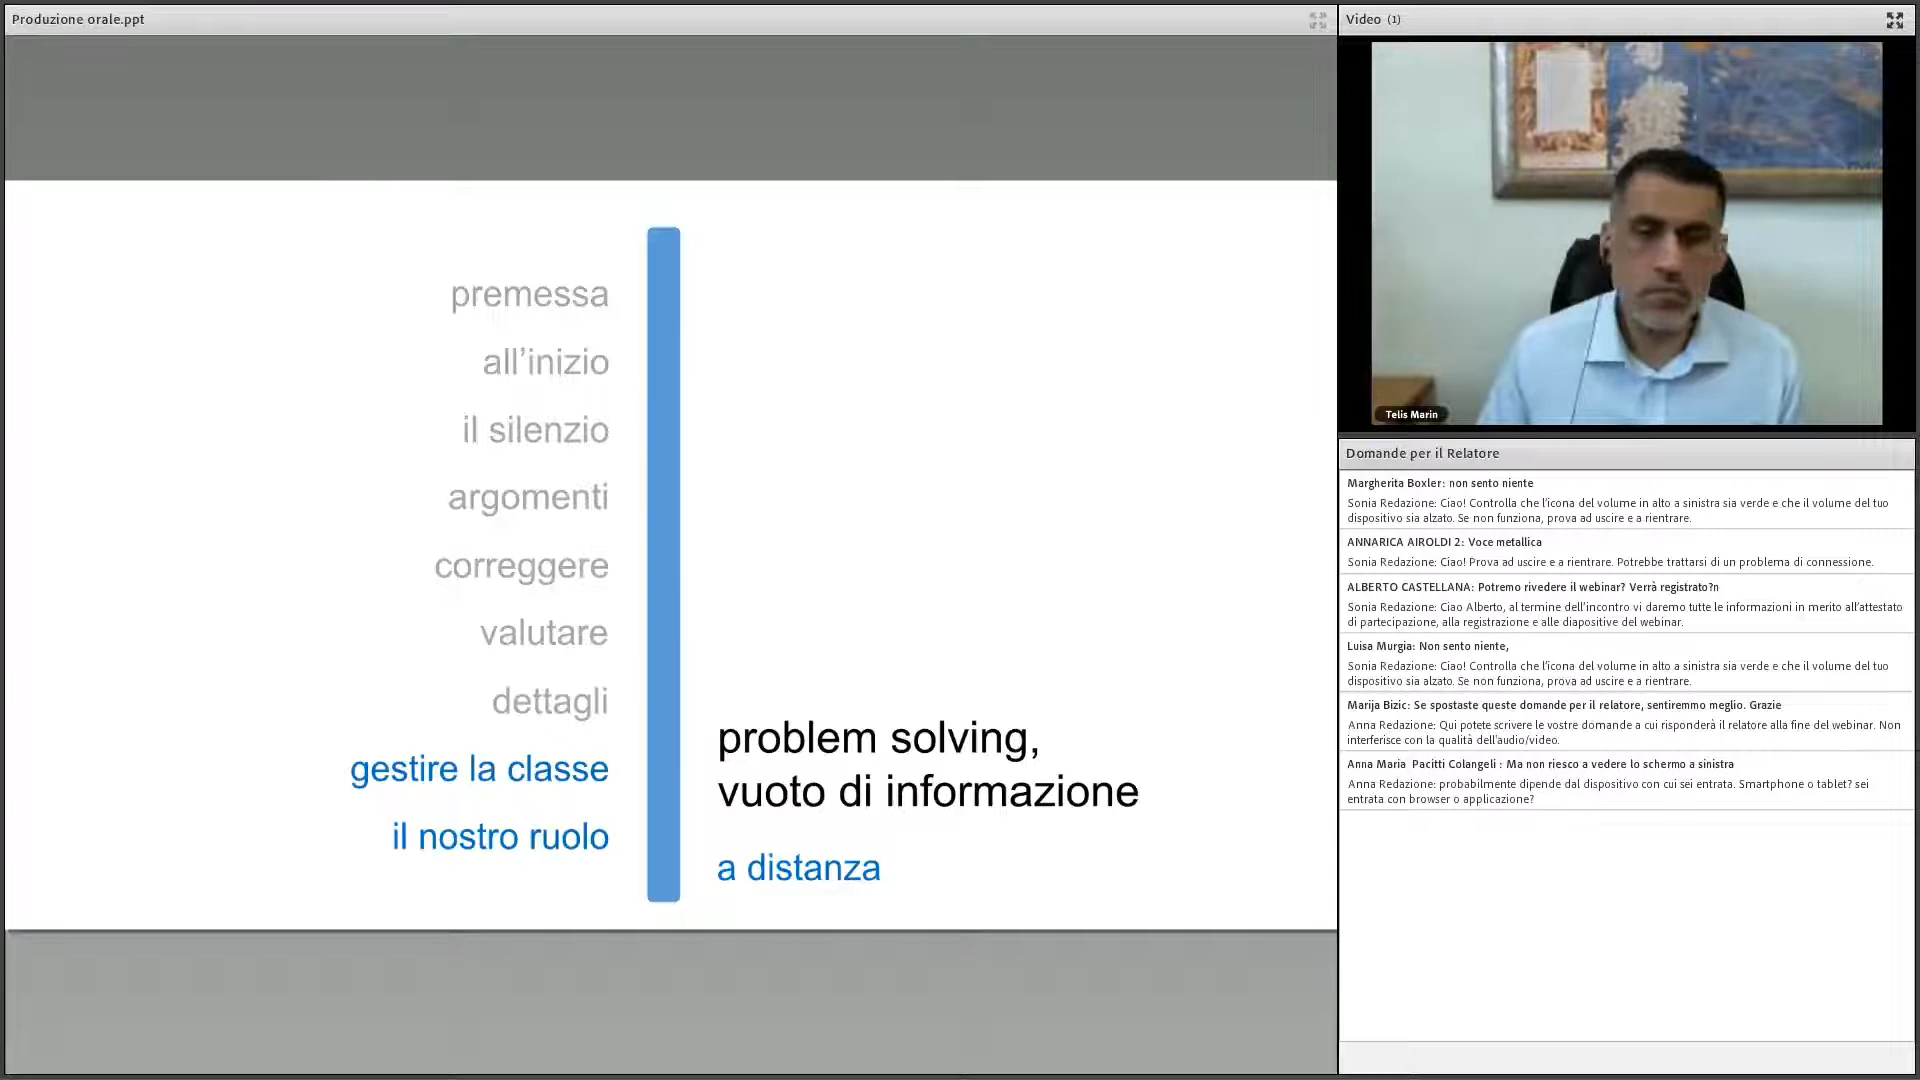 Produzione orale.ppt
premessa
all’inizio
il silenzio
argomenti
correggere
valutare
dettagli
gestire la classe
il nostro ruolo
problem solving,
vuoto di informazione
a distanza
Video (1)
Telis Marin
Domande per il Relatore
Margherita Boxler: non sento niente
Sonia Redazione: Ciao! Controlla che l'icona del volume in alto a sinistra sia verde e che il volume del tuo
dispositivo sia alzato. Se non funziona, prova ad uscire e a rientrare.
ANNARICA AIROLDI 2: Voce metallica
Sonia Redazione: Ciao! Prova ad uscire e a rientrare. Potrebbe trattarsi di un problema di connessione.
ALBERTO CASTELLANA: Potremo rivedere il webinar? Verrà registrato?n
Sonia Redazione: Ciao Alberto, al termine dell'incontro vi daremo tutte le informazioni in merito all'attestato
di partecipazione, alla registrazione e alle diapositive del webinar.
Luisa Murgia: Non sento niente,
Sonia Redazione: Ciao! Controlla che l'icona del volume in alto a sinistra sia verde e che il volume del tuo
dispositivo sia alzato. Se non funziona, prova ad uscire e a rientrare.
Marija Bizic: Se spostaste queste domande per il relatore, sentiremmo meglio. Grazie
Anna Redazione: Qui potete scrivere le vostre domande a cui risponderà il relatore alla fine del webinar. Non
interferisce con la qualità dell'audio/video.
Anna Maria Pacitti Colangeli : Ma non riesco a vedere lo schermo a sinistra
Anna Redazione: probabilmente dipende dal dispositivo con cui sei entrata. Smartphone o tablet? sei
entrata con browser o applicazione?